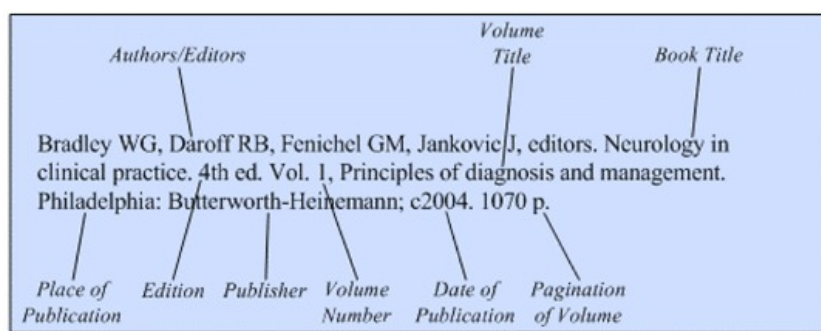 Volume
Authors/Editors Title Book Title
Bradley WG, Daroff RB, Fenichel GM, Jankovic J, editors. Neurology in
clinical practice. 4th ed. Vol. 1, Principles of diagnosis and management.
Philadelphia: Butterworth-Heinemann; c2004. 1070 p.
Place of Edition Publisher Volume Date of Pagination
Publication Number Publication of Volume